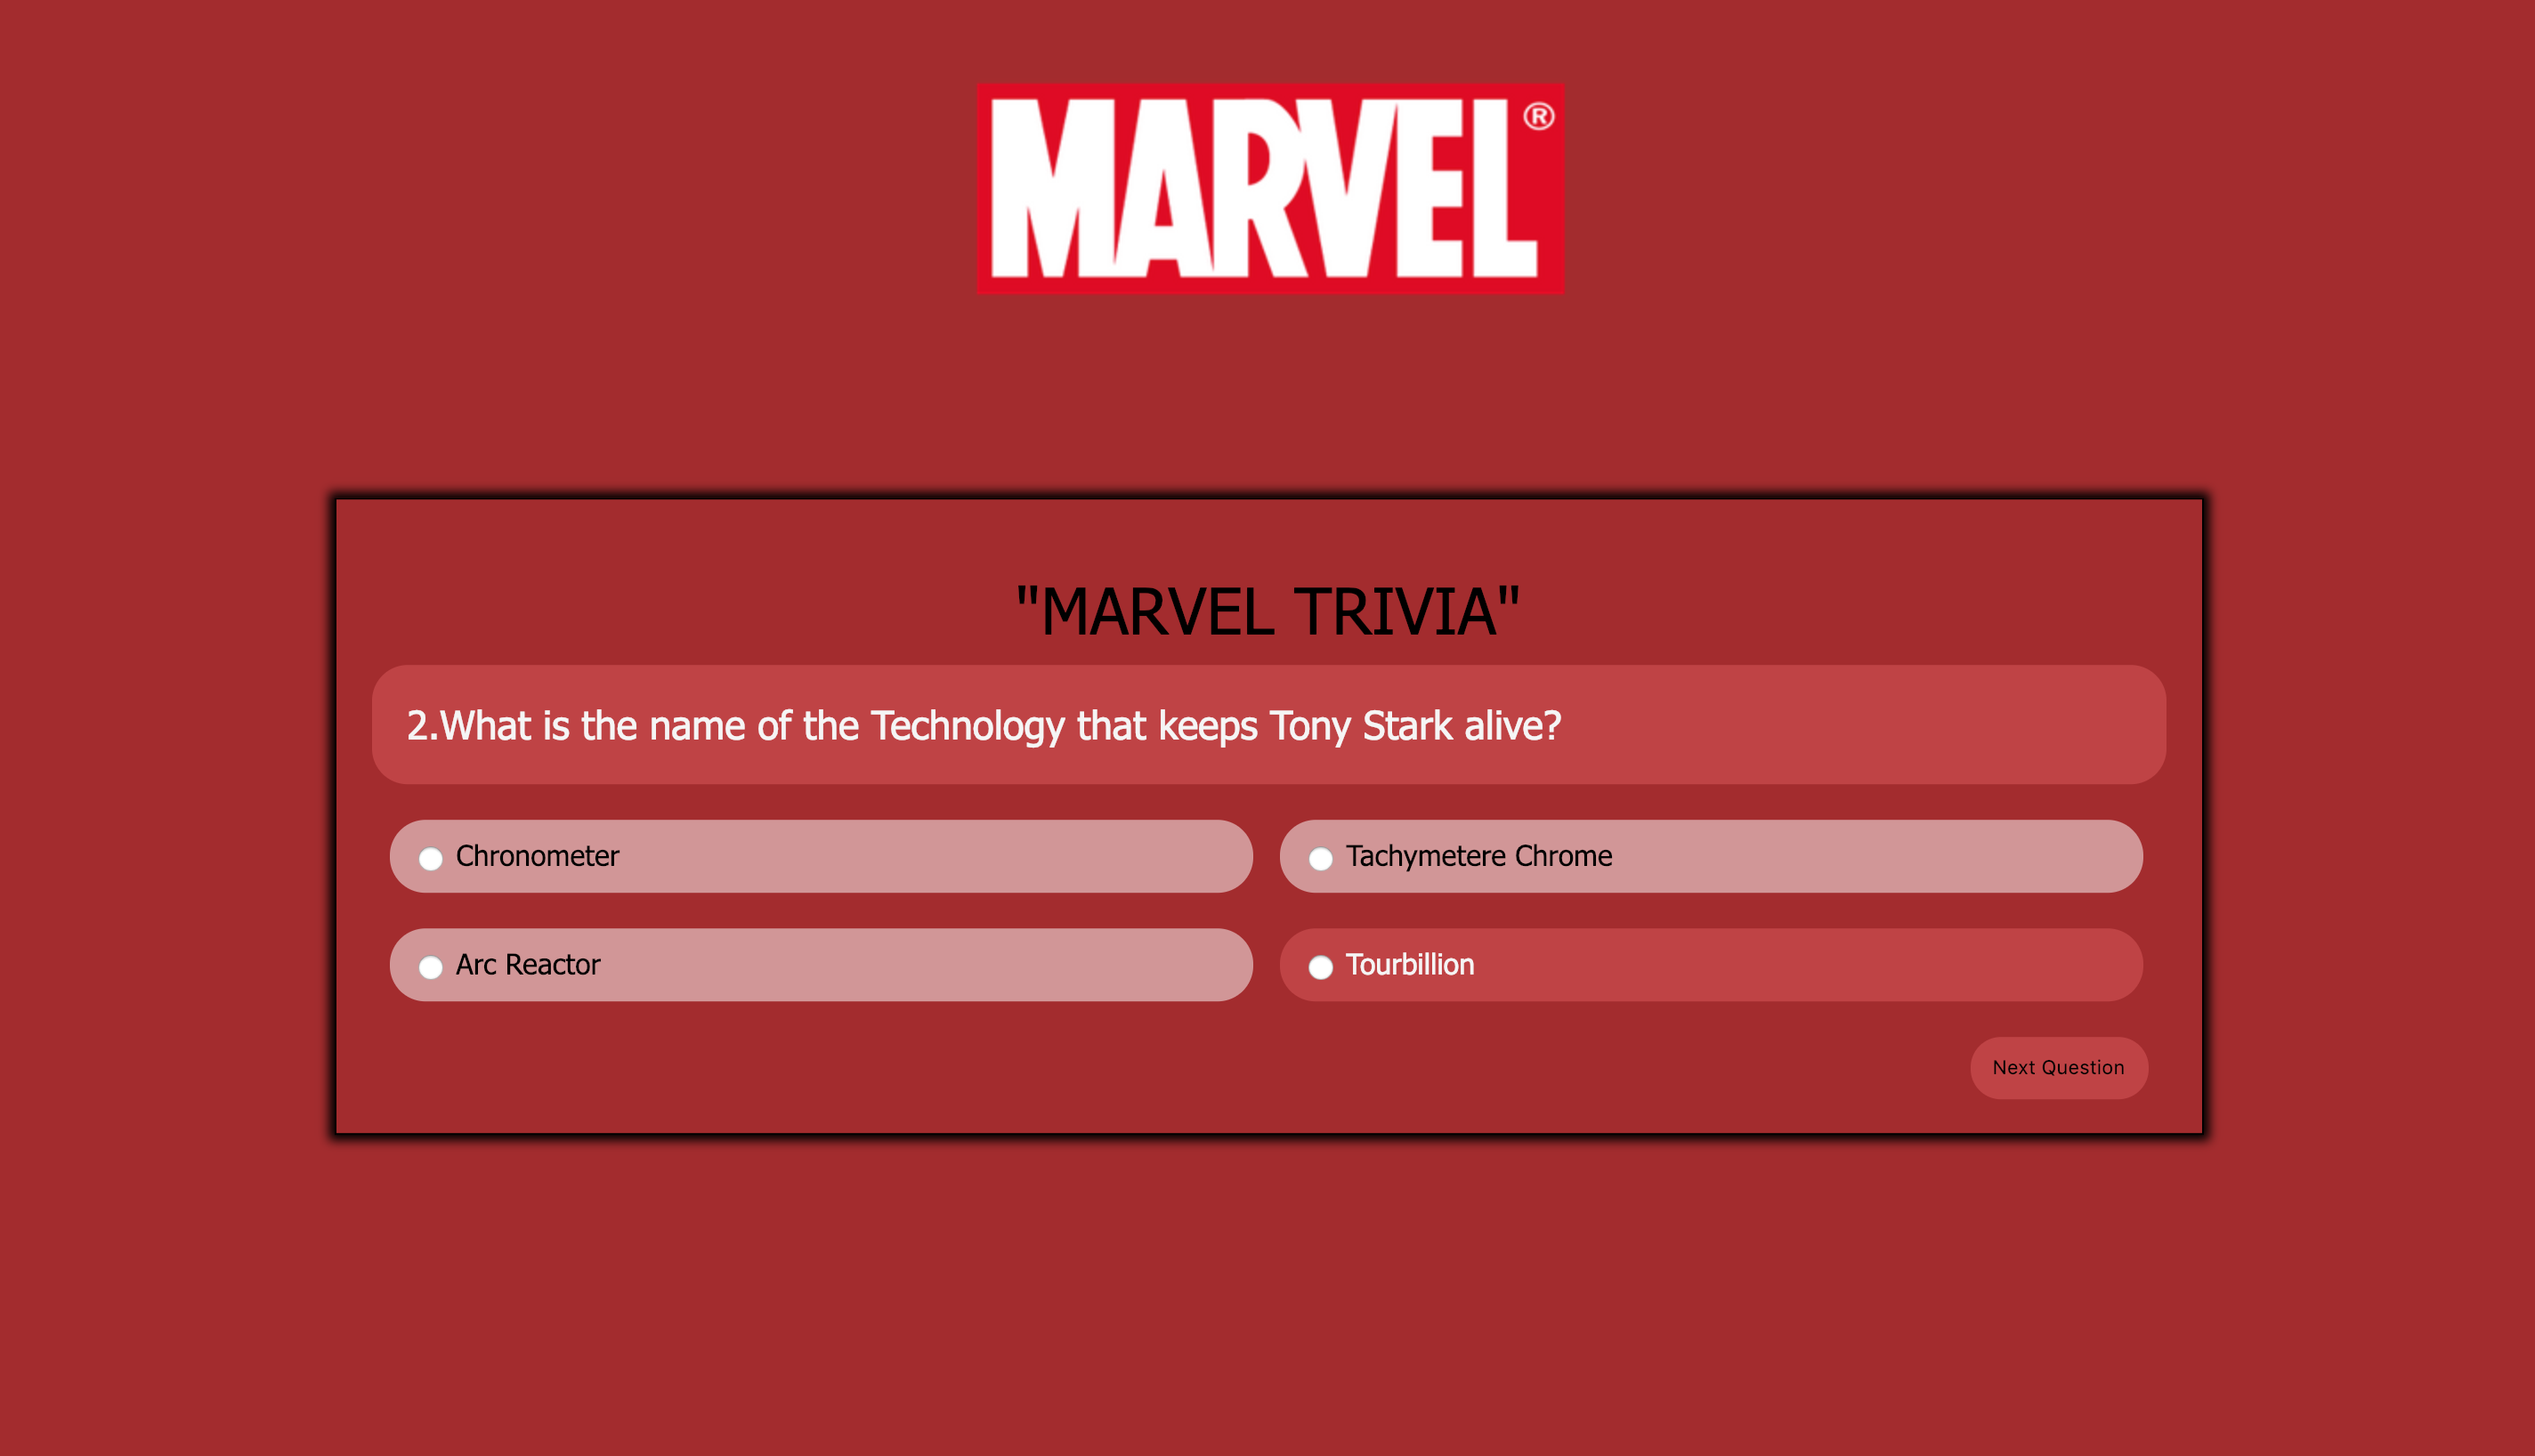 MARVEL®
"MARVEL TRIVIA"
2.What is the name of the Technology that keeps Tony Stark alive?
Chronometer
Tachymetere Chrome
Arc Reactor
Tourbillion
Next Question